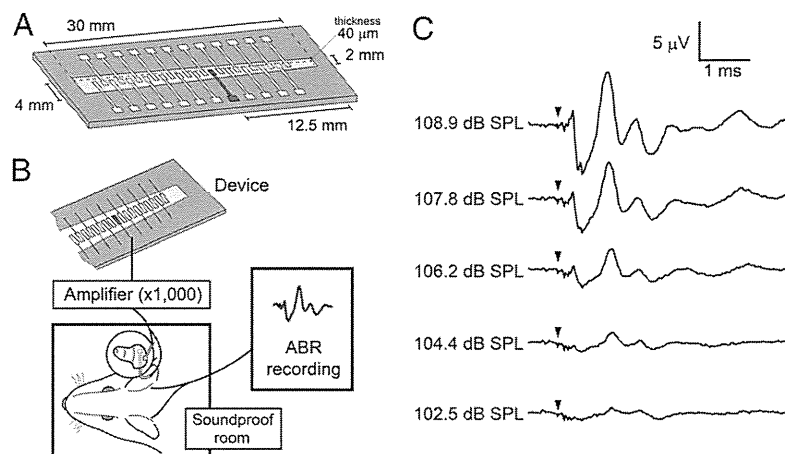 A
30 mm
thickness
40 μm
2 mm
4 mm
12.5 mm
B
Device
Amplifier (x1,000)
ABR
recording
Soundproof
room
C
5 μV
1 ms
108.9 dB SPL
107.8 dB SPL
106.2 dB SPL
104.4 dB SPL
102.5 dB SPL